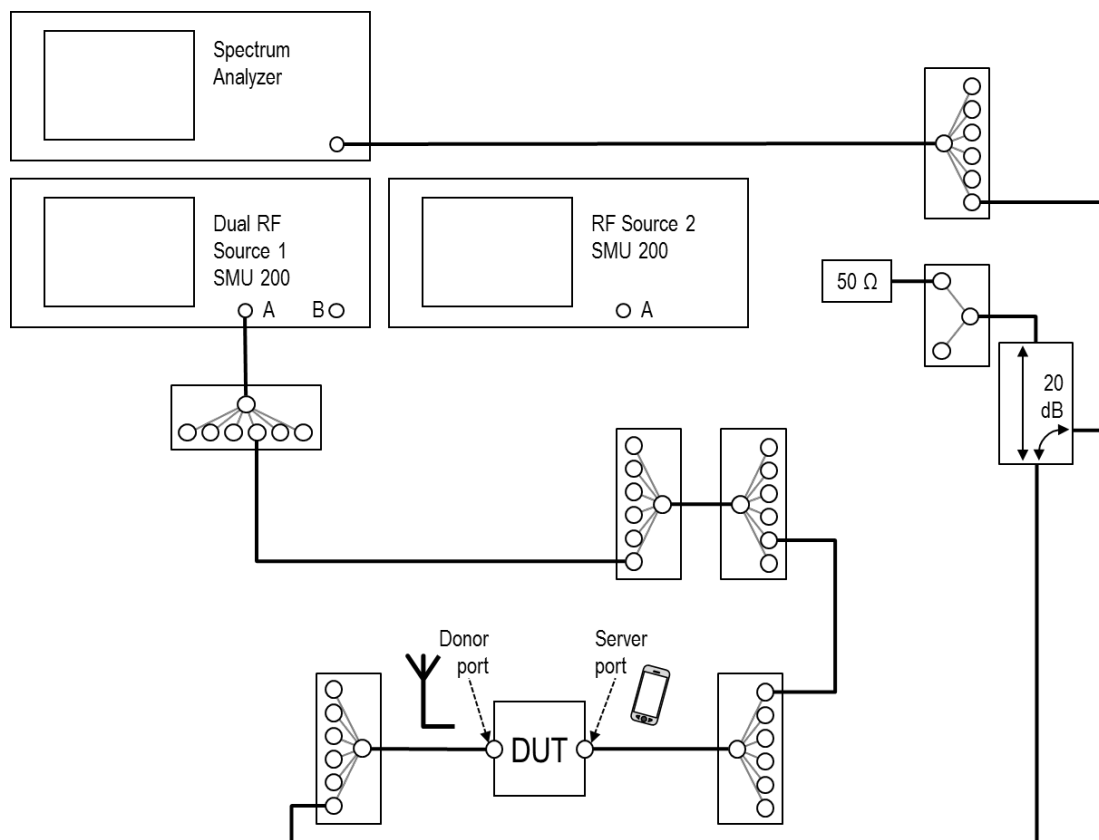 Spectrum
Analyzer
Dual RF
Source 1
SMU 200
A
B
RF Source 2
SMU 200
A
50 Ω
20
dB
Donor
port
Server
port
DUT